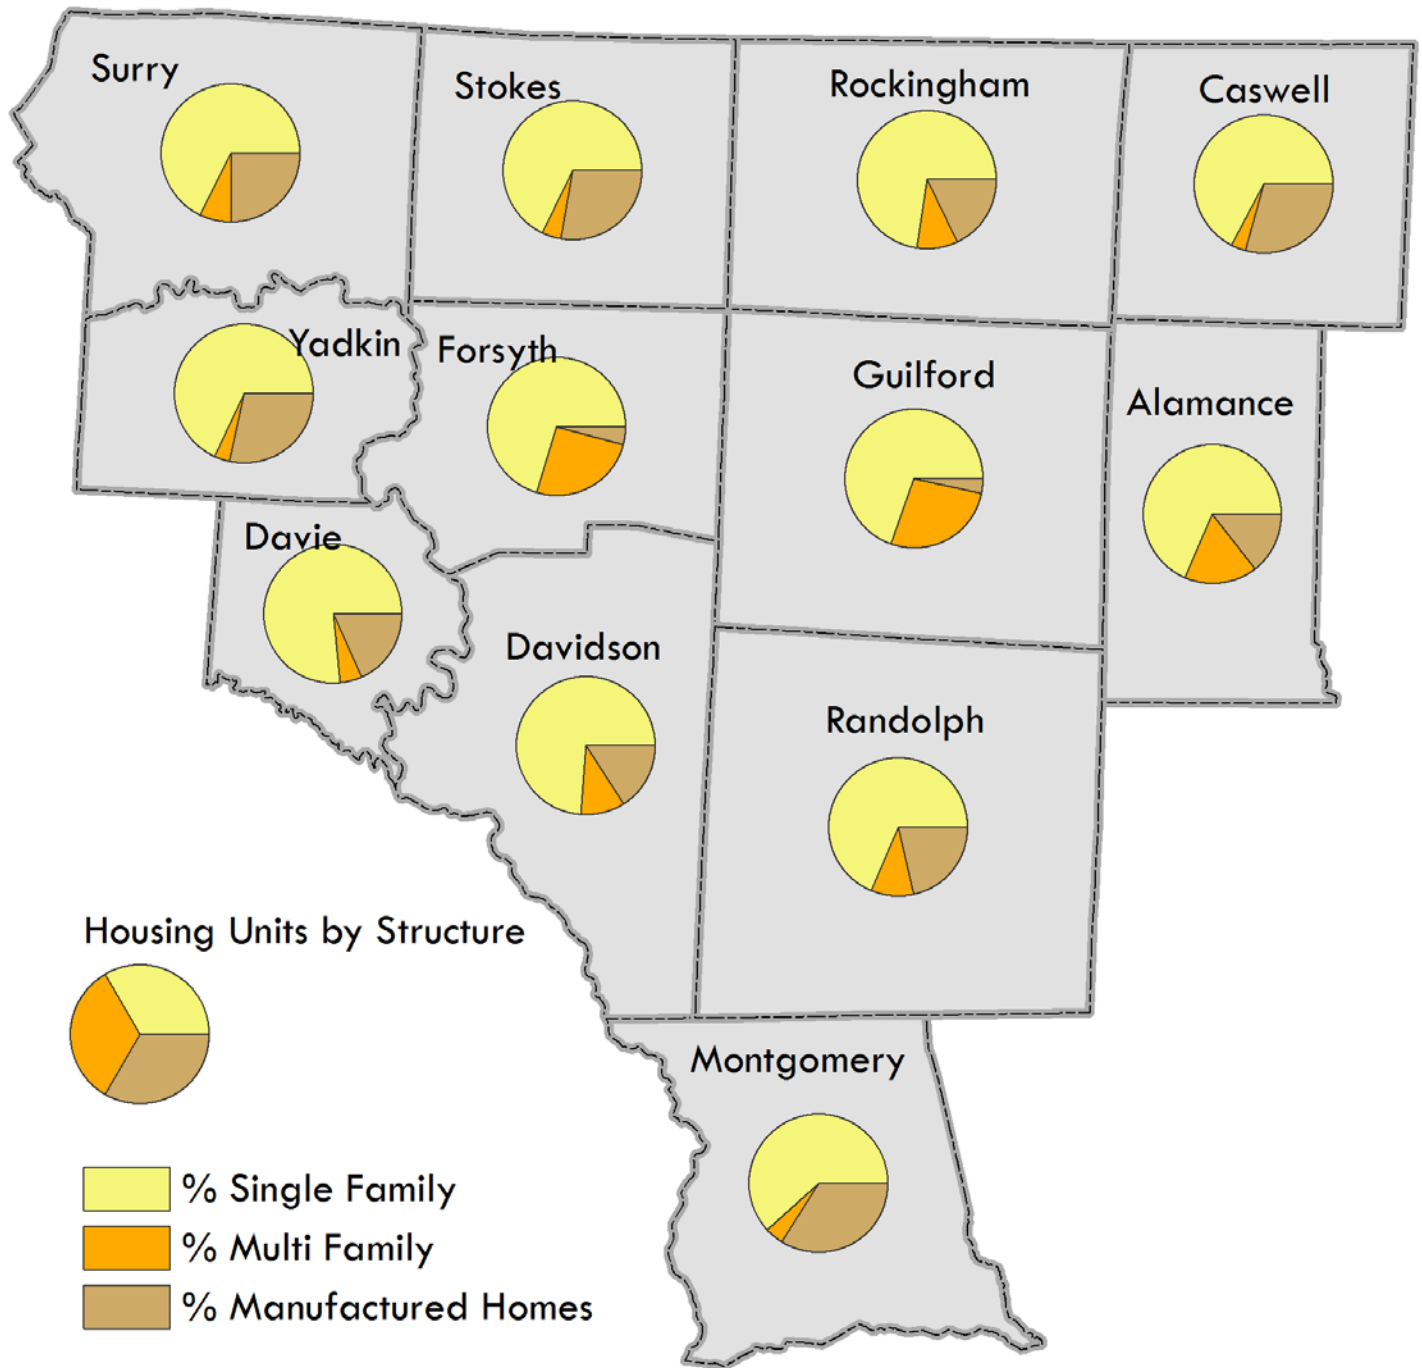 Surry
Stokes
Rockingham
Caswell
Yadkin
Forsyth
Guilford
Alamance
Davie
Davidson
Randolph
Housing Units by Structure
Montgomery
% Single Family
% Multi Family
% Manufactured Homes